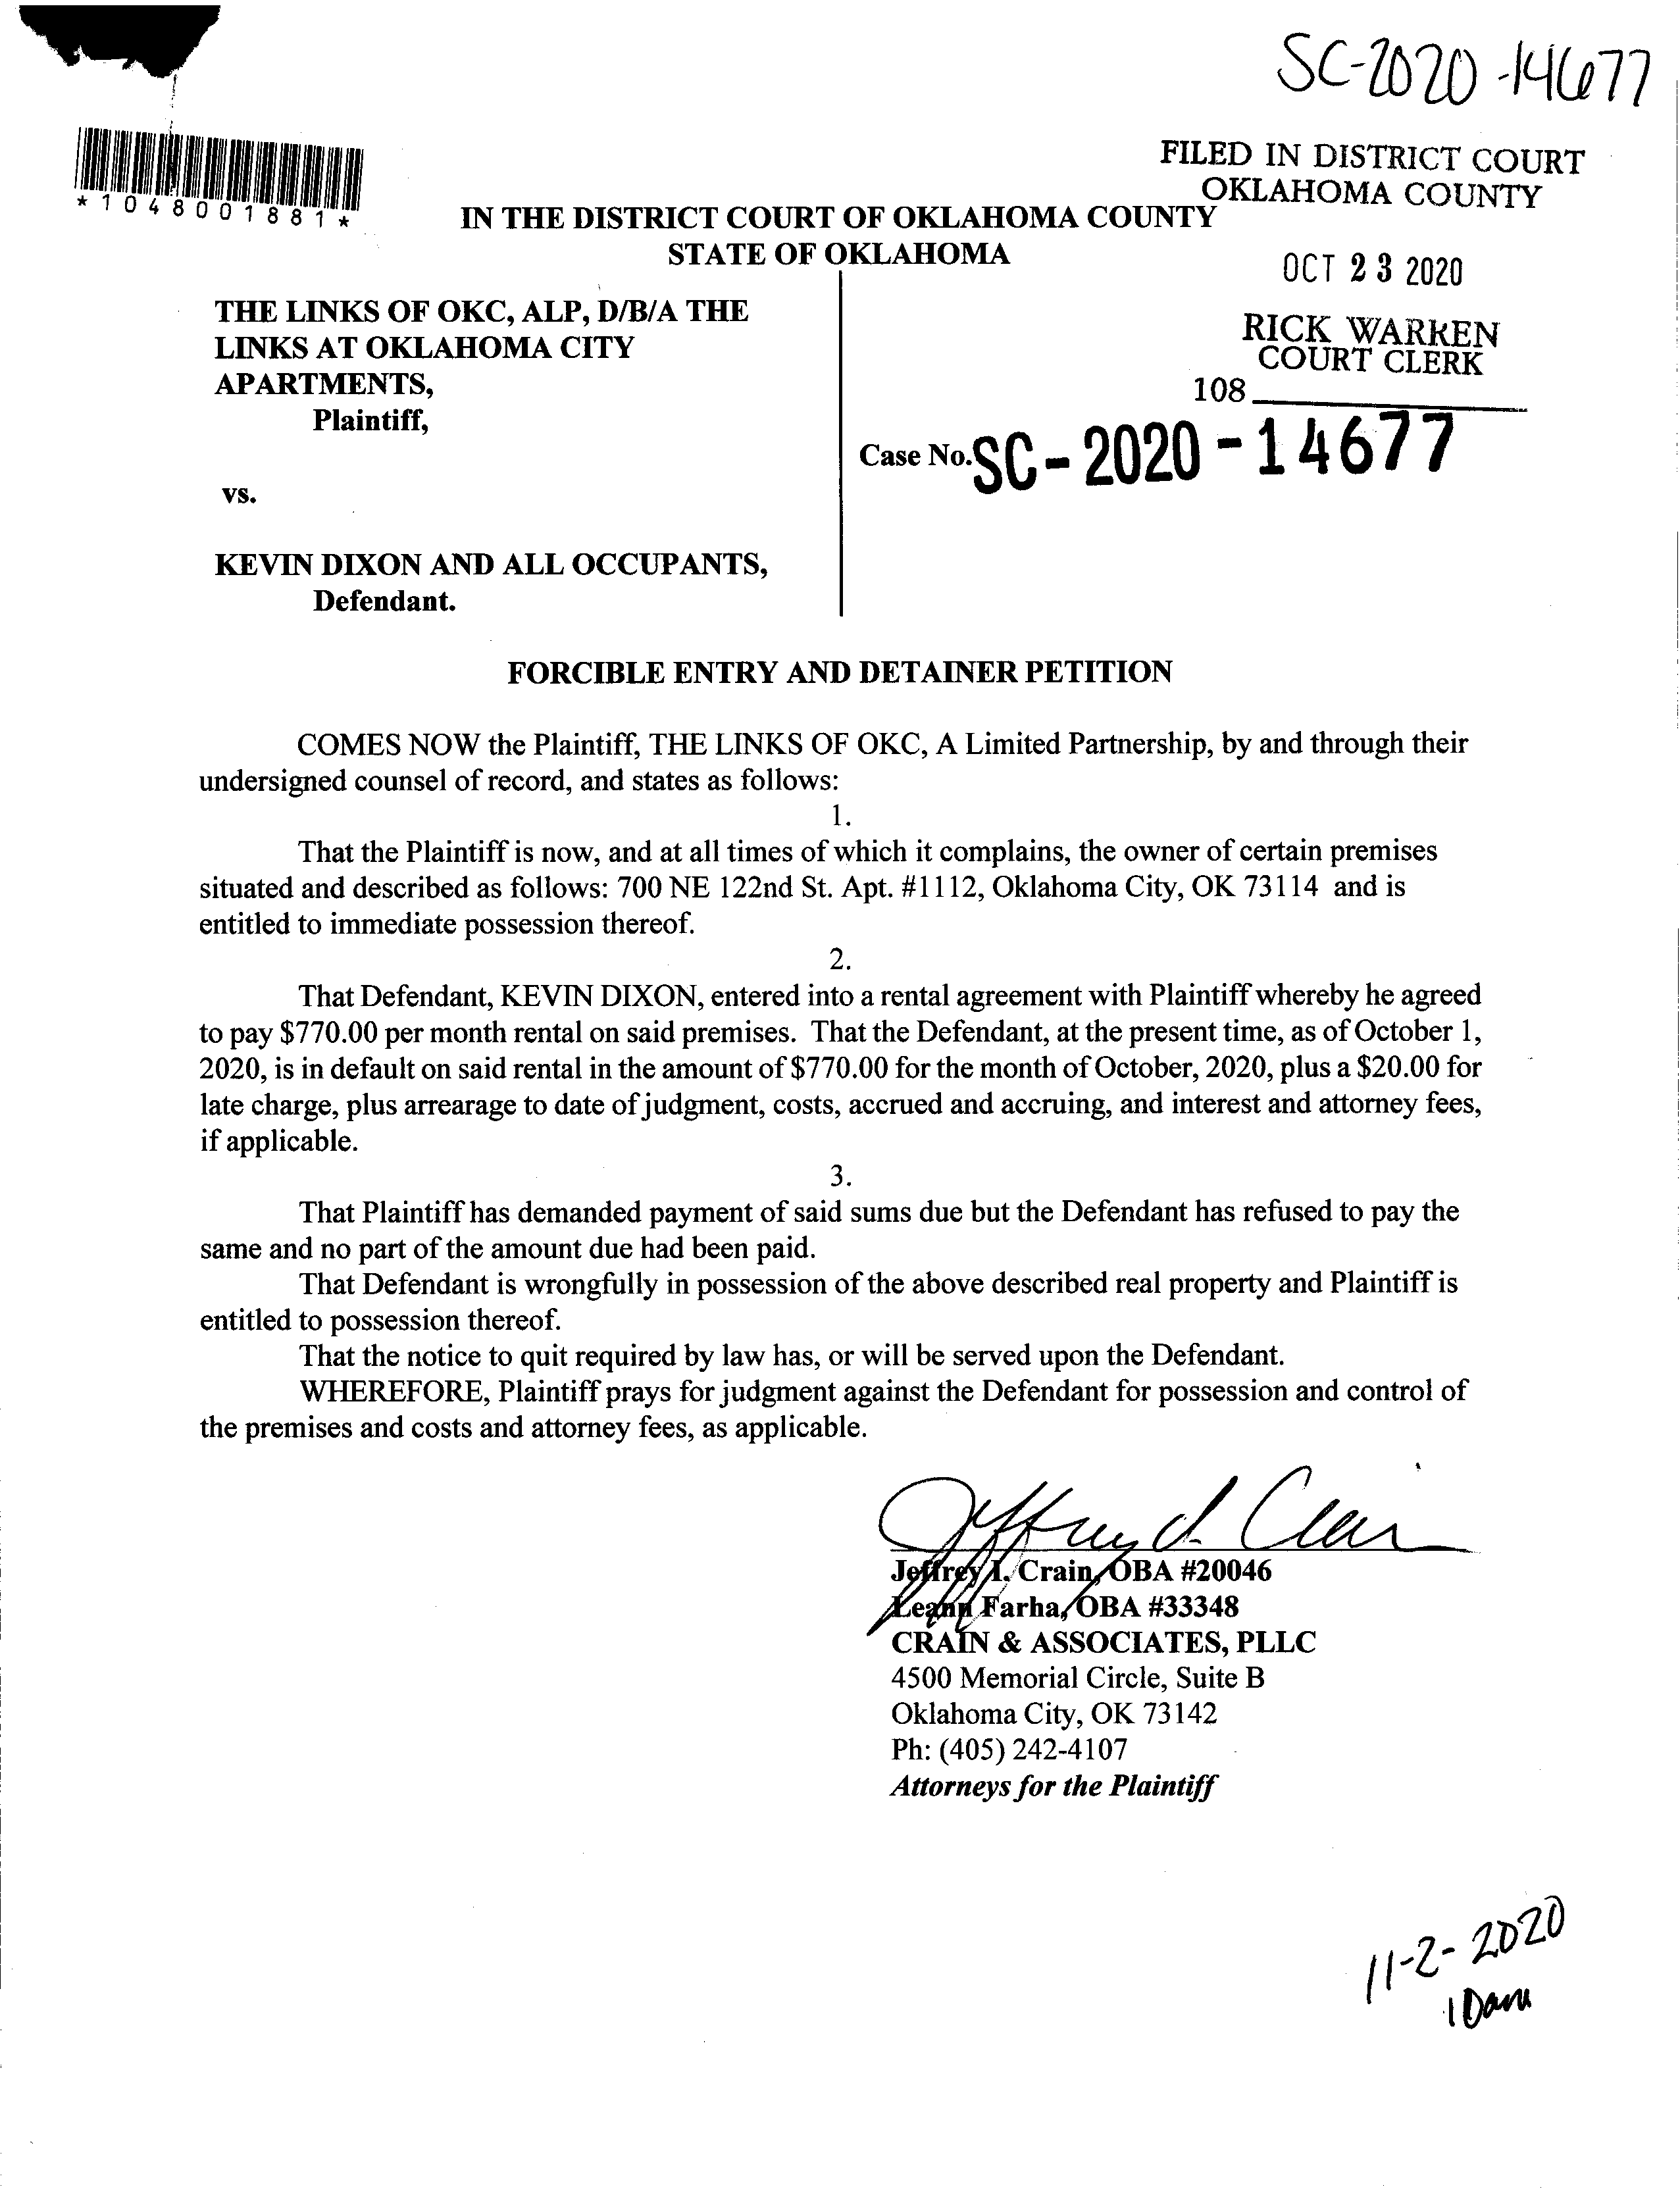 SC-2020-14677
FILED IN DISTRICT COURT
OKLAHOMA COUNTY
*1048001881*
IN THE DISTRICT COURT OF OKLAHOMA COUNTY
STATE OF OKLAHOMA
OCT 23 2020
RICK WARREN
COURT CLERK
108
THE LINKS OF OKC, ALP, D/B/A THE
LINKS AT OKLAHOMA CITY
APARTMENTS,
Plaintiff,
Case No. SC-2020-14677
vs.
KEVIN DIXON AND ALL OCCUPANTS,
Defendant.
FORCIBLE ENTRY AND DETAINER PETITION
COMES NOW the Plaintiff, THE LINKS OF OKC, A Limited Partnership, by and through their
undersigned counsel of record, and states as follows:
1.
That the Plaintiff is now, and at all times of which it complains, the owner of certain premises
situated and described as follows: 700 NE 122nd St. Apt. #1112, Oklahoma City, OK 73114 and is
entitled to immediate possession thereof.
2.
That Defendant, KEVIN DIXON, entered into a rental agreement with Plaintiff whereby he agreed
to pay $770.00 per month rental on said premises. That the Defendant, at the present time, as of October 1,
2020, is in default on said rental in the amount of $770.00 for the month of October, 2020, plus a $20.00 for
late charge, plus arrearage to date of judgment, costs, accrued and accruing, and interest and attorney fees,
if applicable.
3.
That Plaintiff has demanded payment of said sums due but the Defendant has refused to pay the
same and no part of the amount due had been paid.
That Defendant is wrongfully in possession of the above described real property and Plaintiff is
entitled to possession thereof.
That the notice to quit required by law has, or will be served upon the Defendant.
WHEREFORE, Plaintiff prays for judgment against the Defendant for possession and control of
the premises and costs and attorney fees, as applicable.
Jeffrey I. Crain, OBA #20046
Leann Farha, OBA #33348
CRAIN & ASSOCIATES, PLLC
4500 Memorial Circle, Suite B
Oklahoma City, OK 73142
Ph: (405) 242-4107
Attorneys for the Plaintiff
11-2-2020
10am